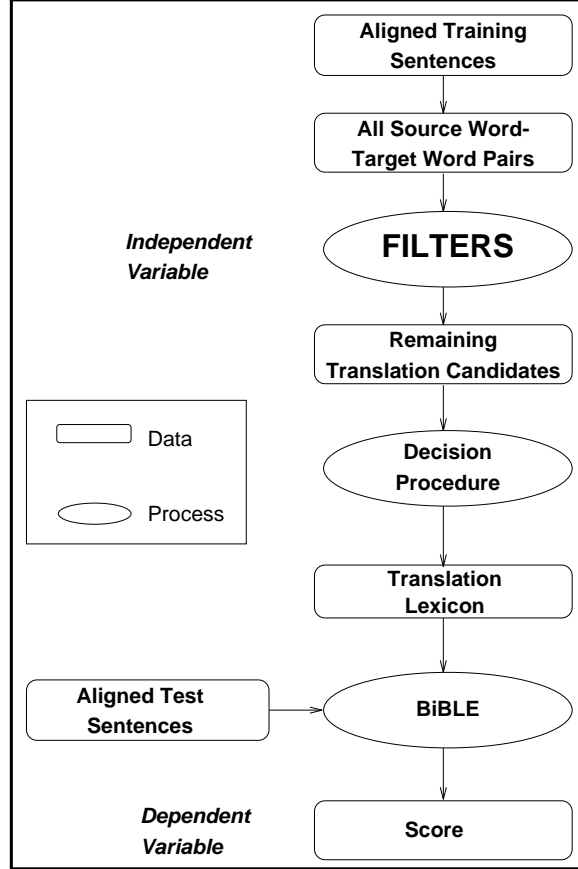 Aligned Training
Sentences
All Source Word-
Target Word Pairs
Independent
Variable
FILTERS
Remaining
Translation Candidates
Data
Process
Decision
Procedure
Translation
Lexicon
Aligned Test
Sentences
BiBLE
Dependent
Variable
Score